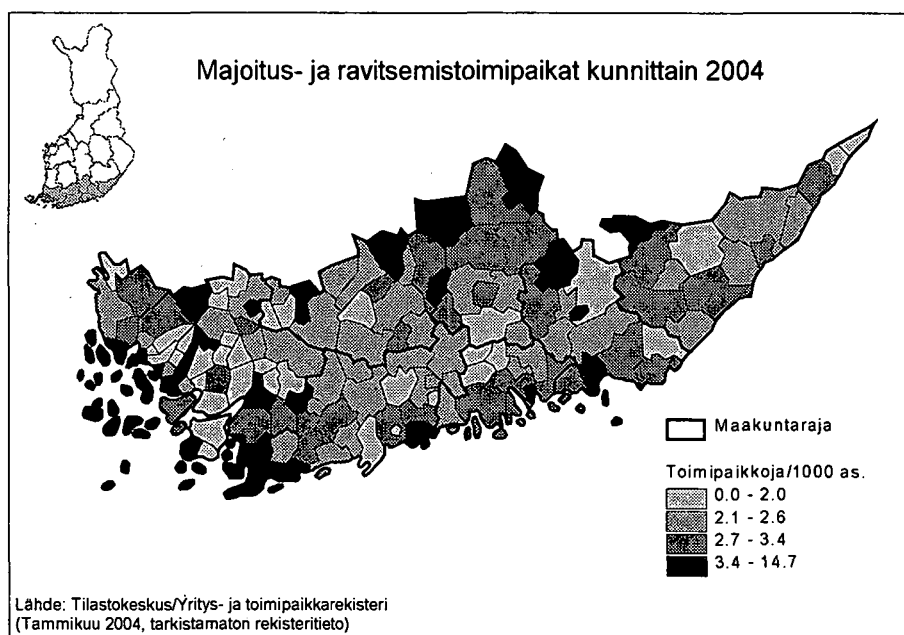 Majoitus- ja ravitsemistoimipaikat kunnittain 2004
Maakuntaraja
Toimipaikkoja/1000 as.
0.0 - 2.0
2.1 - 2.6
2.7 - 3.4
3.4 - 14.7
Lähde: Tilastokeskus/Yritys- ja toimipaikkarekisteri
(Tammikuu 2004, tarkistamaton rekisteritieto)